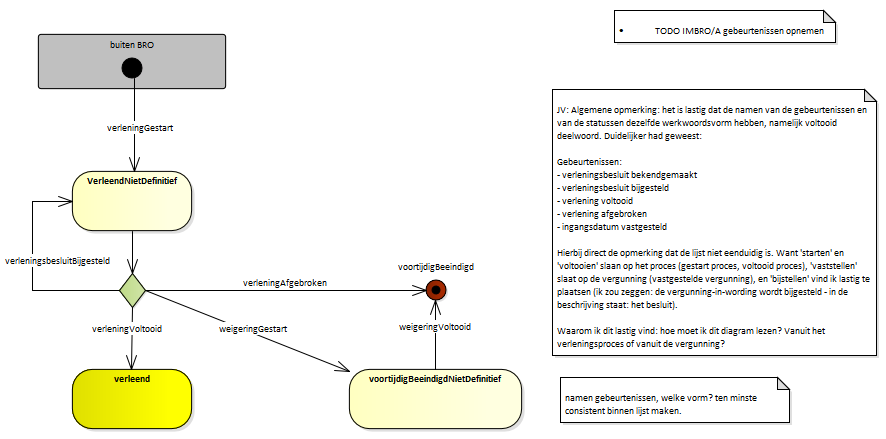 buiten BRO
verleningGestart
VerleendNietDefinitief
verleningsbesluitBijgesteld
verleningAfgebroken
voortijdigBeeindigd
verleningVoltooid
weigeringGestart
weigeringVoltooid
verleend
voortijdigBeeindigdNietDefinitief
• TODO IMBRO/A gebeurtenissen opnemen
JV: Algemene opmerking: het is lastig dat de namen van de gebeurtenissen en
van de statussen dezelfde werkwoordsvorm hebben, namelijk voltooid
deelwoord. Duidelijker had geweest:
Gebeurtenissen:
- verleningsbesluit bekendgemaakt
- verleningsbesluit bijgesteld
- verlening voltooid
- verlening afgebroken
- ingangsdatum vastgesteld
Hierbij direct de opmerking dat de lijst niet eenduidig is. Want 'starten' en
'voltooien' slaan op het proces (gestart proces, voltooid proces), 'vaststellen'
slaat op de vergunning (vastgestelde vergunning), en 'bijstellen' vind ik lastig te
plaatsen (ik zou zeggen: de vergunning-in-wording wordt bijgesteld - in de
beschrijving staat: het besluit).
Waarom ik dit lastig vind: hoe moet ik dit diagram lezen? Vanuit het
verleningsproces of vanuit de vergunning?
namen gebeurtenissen, welke vorm? ten minste
consistent binnen lijst maken.